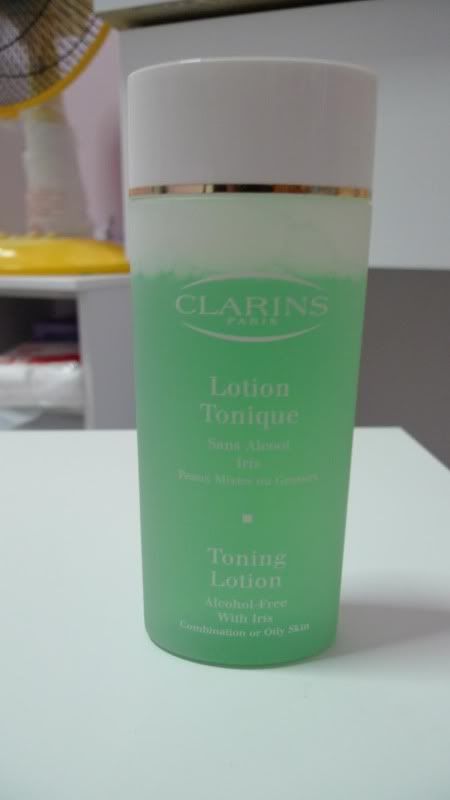 CLARINS
PARIS
Lotion
Tonique
Sans Alcool
Iris
Peaux Mixtes ou Grasses
Toning
Lotion
Alcohol-Free
With Iris
Combination or Oily Skin